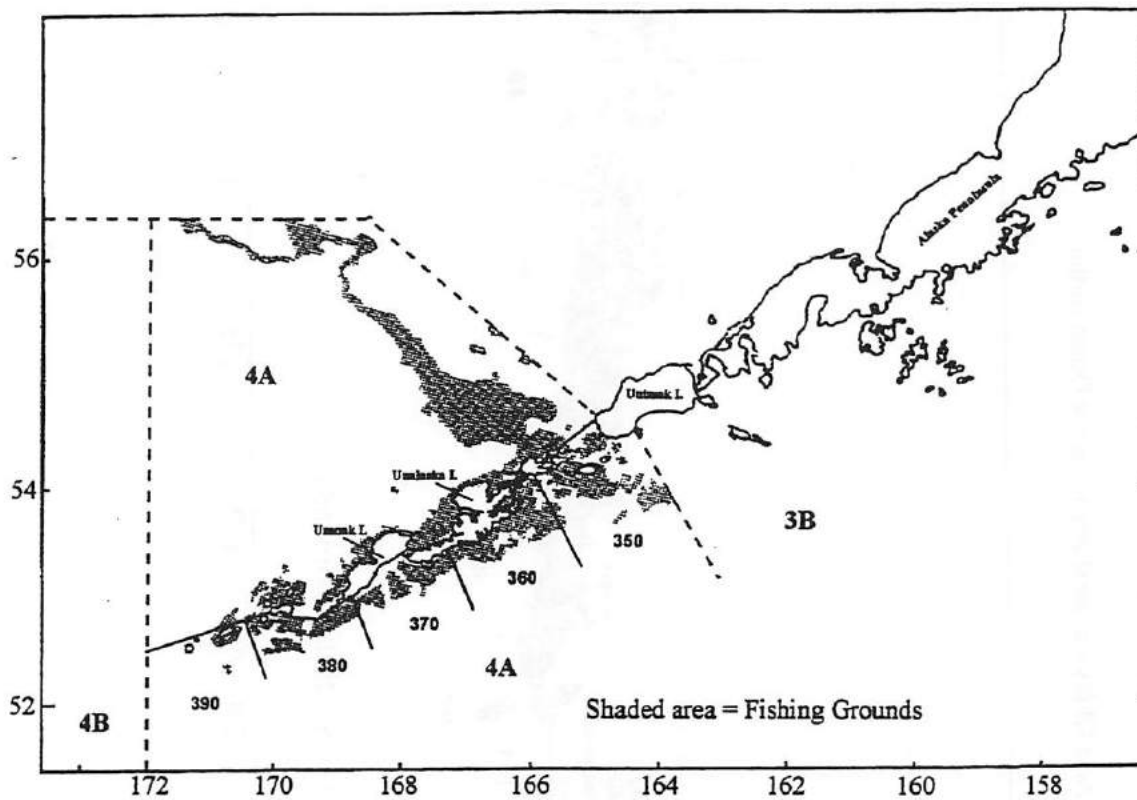 56
54
52
4A
Alaska Peninsula
Unimak I.
Unalaska I.
Umnak I.
350
3B
360
370
380
4A
390
4B
Shaded area = Fishing Grounds
172 170 168 166 164 162 160 158